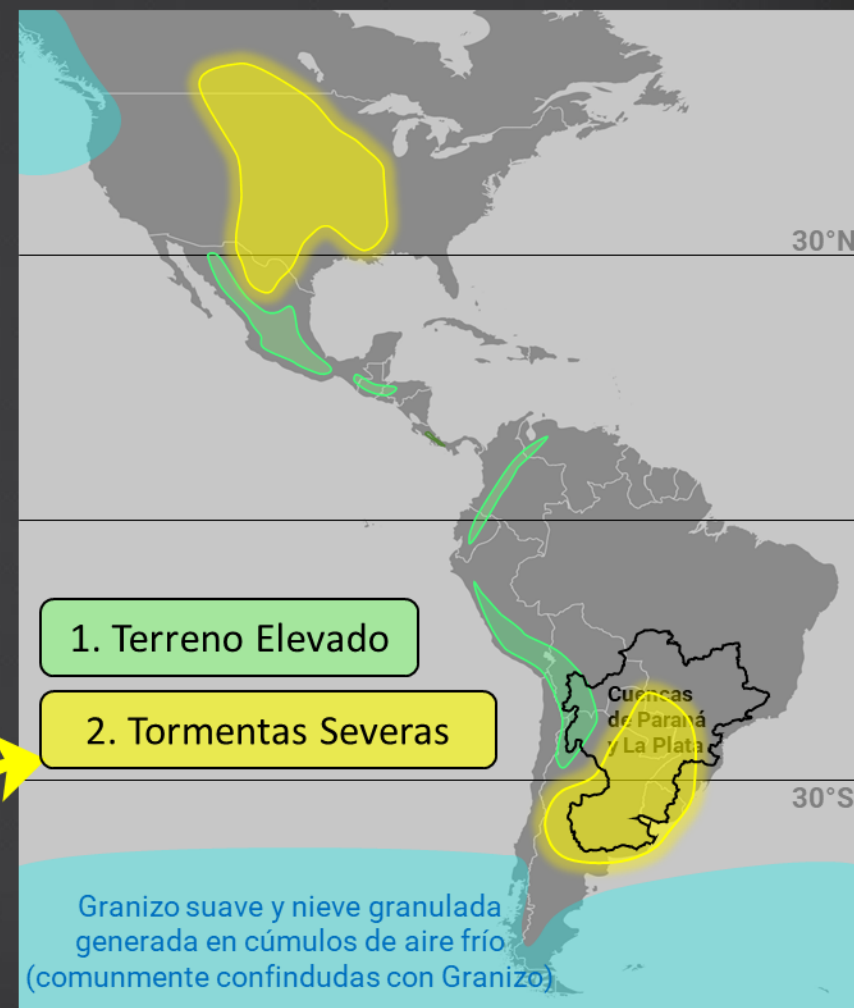 30°N
1. Terreno Elevado
Cuencas
de Paraná
y La Plata
2. Tormentas Severas
30°S
Granizo suave y nieve granulada
generada en cúmulos de aire frío
(comunmente confindudas con Granizo)